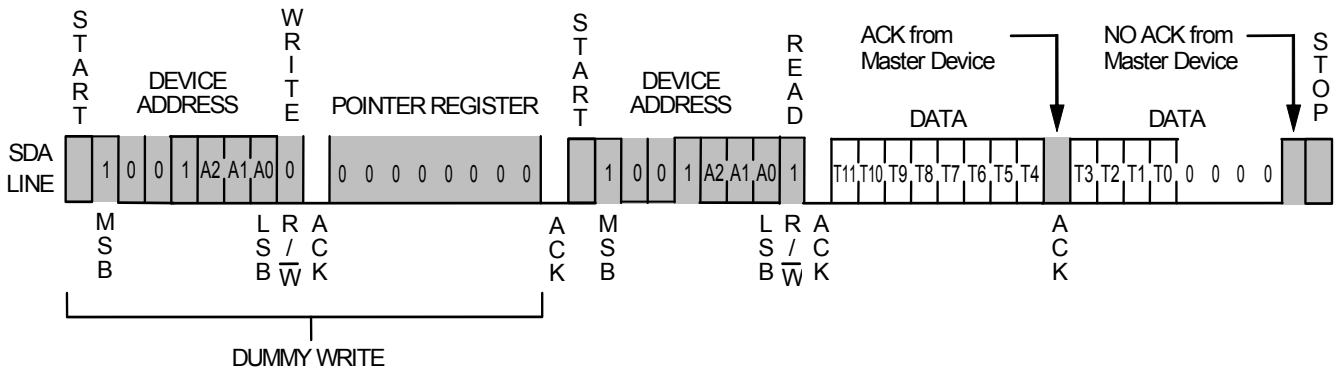 START
DEVICE
ADDRESS
WRITE
POINTER REGISTER
START
DEVICE
ADDRESS
READ
ACK from
Master Device
NO ACK from
Master Device
STOP
DATA
DATA
SDA
LINE
1 0 0 1 A2 A1 A0 0
0 0 0 0 0 0 0 0
1 0 0 1 A2 A1 A0 1
T11 T10 T9 T8 T7 T6 T5 T4
T3 T2 T1 T0 0 0 0 0
MSB
LSB
R/W̅
ACK
ACK
MSB
LSB
R/W̅
ACK
ACK
DUMMY WRITE